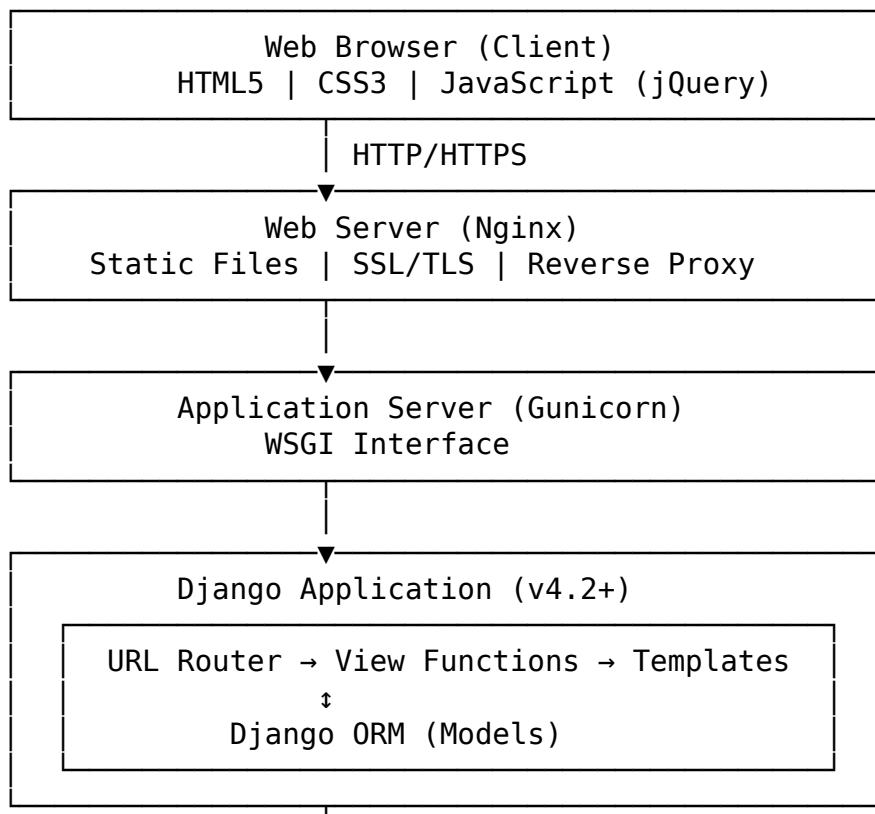 Web Browser (Client)
HTML5 | CSS3 | JavaScript (jQuery)
HTTP/HTTPS
Web Server (Nginx)
Static Files | SSL/TLS | Reverse Proxy
Application Server (Gunicorn)
WSGI Interface
Django Application (v4.2+)
URL Router → View Functions → Templates
↕
Django ORM (Models)